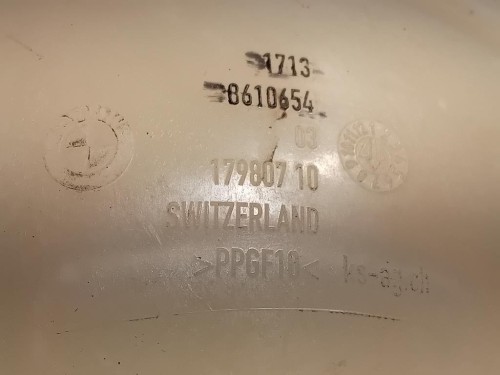 1713-
8610654
03
179807 10
SWITZERLAND
>PPGF10< ks-ag.ch